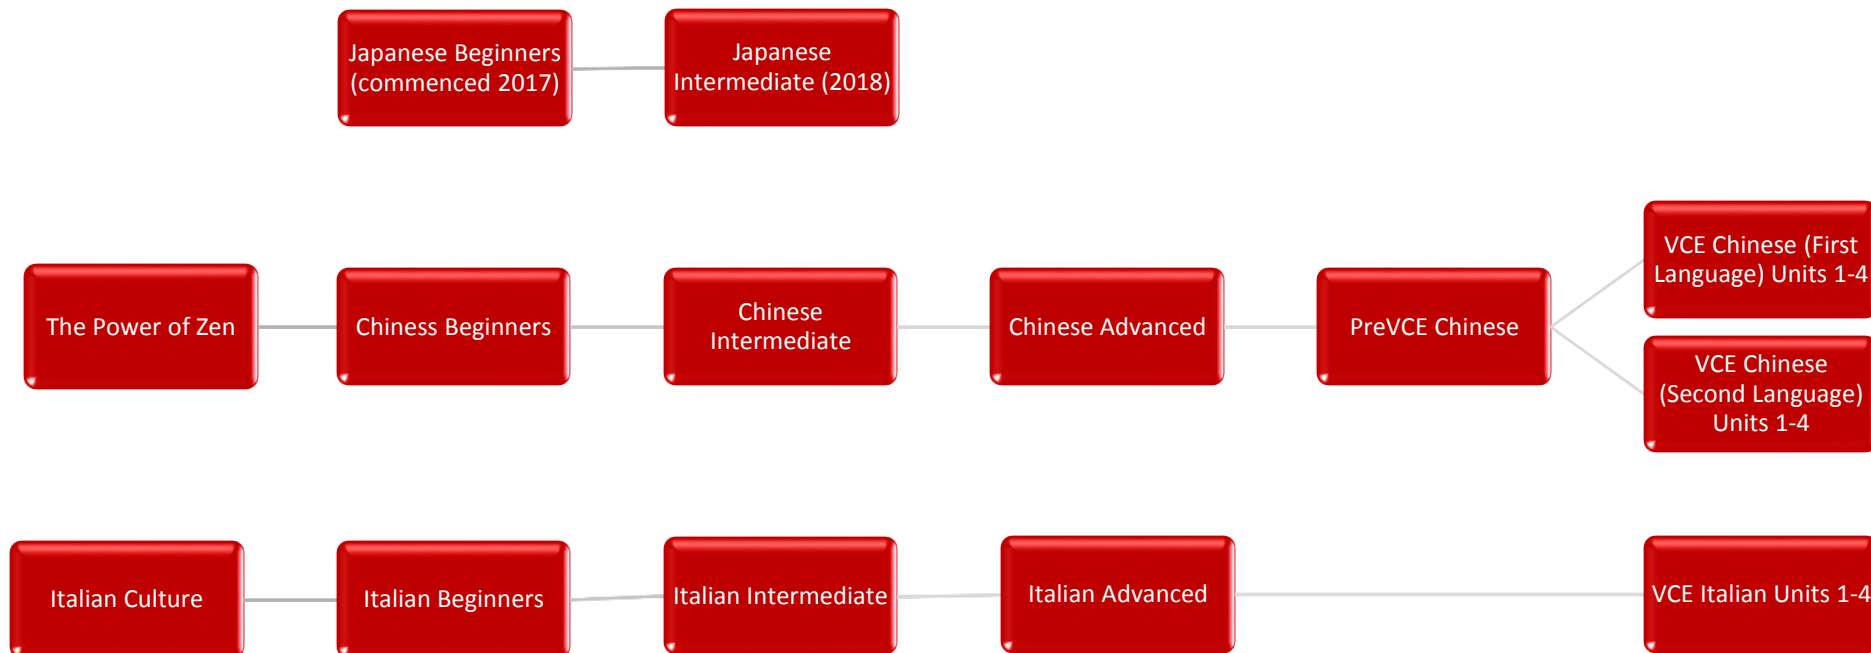 Japanese Beginners
(commenced 2017)
Japanese
Intermediate (2018)
The Power of Zen
Chiness Beginners
Chinese
Intermediate
Chinese Advanced
PreVCE Chinese
VCE Chinese (First
Language) Units 1-4
VCE Chinese
(Second Language)
Units 1-4
Italian Culture
Italian Beginners
Italian Intermediate
Italian Advanced
VCE Italian Units 1-4